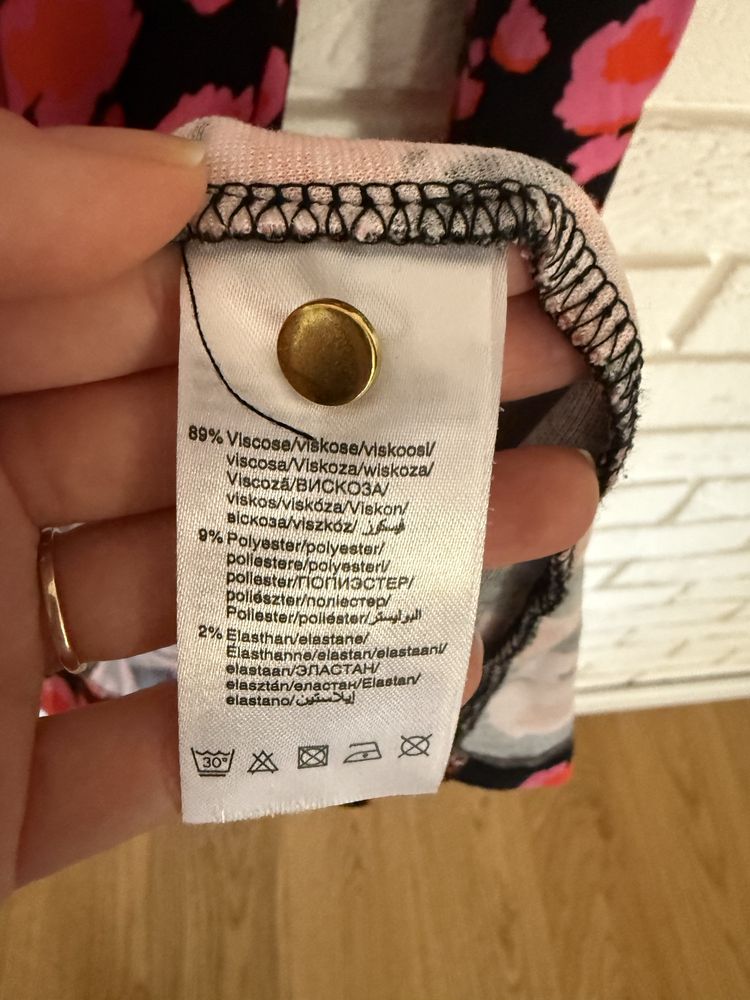 89% Viscose/viskose/viskoosi/
viscosa/Viskoza/wiskoza/
Viscoză/ВИСКОЗА/
viskos/viskóza/Viskon/
віскоза/viszkóz/ فيسكوز
9% Polyester/polyester/
poliestere/polyesteri/
poliester/ПОЛИЭСТЕР/
poliészter/поліестер/
Poliester/poliéster/البوليستر
2% Elasthan/elastane/
Elasthanne/elastan/elastaani/
elastaan/ЭЛАСТАН/
elasztán/еластан/Elastan/
elastano/إيلاستين
30°